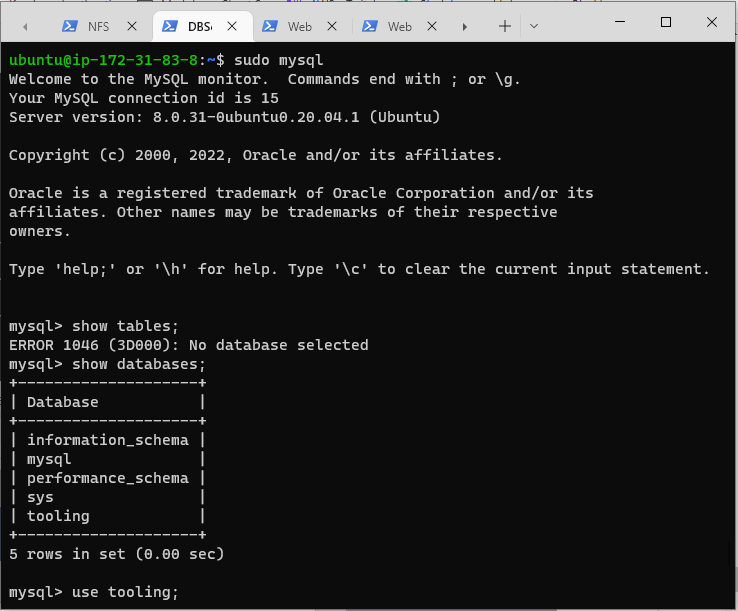 NFS
DBSe
Web
Web
ubuntu@ip-172-31-83-8:~$ sudo mysql
Welcome to the MySQL monitor.  Commands end with ; or \g.
Your MySQL connection id is 15
Server version: 8.0.31-0ubuntu0.20.04.1 (Ubuntu)
Copyright (c) 2000, 2022, Oracle and/or its affiliates.
Oracle is a registered trademark of Oracle Corporation and/or its
affiliates. Other names may be trademarks of their respective
owners.
Type 'help;' or '\h' for help. Type '\c' to clear the current input statement.
mysql> show tables;
ERROR 1046 (3D000): No database selected
mysql> show databases;
+--------------------+
| Database           |
+--------------------+
| information_schema |
| mysql              |
| performance_schema |
| sys                |
| tooling            |
+--------------------+
5 rows in set (0.00 sec)
mysql> use tooling;